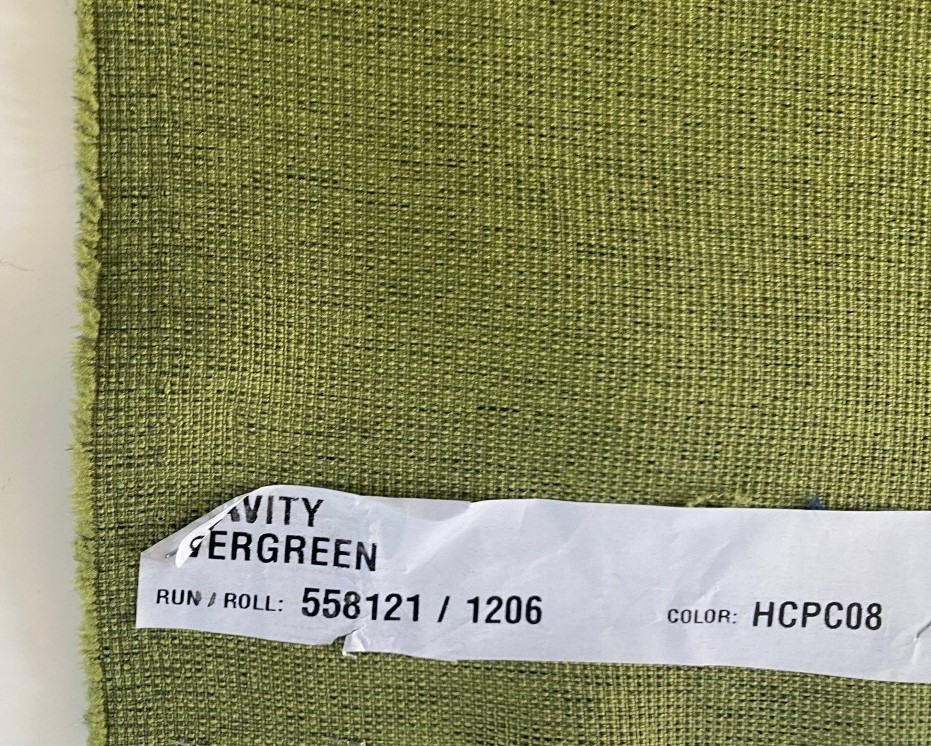 AVITY
ERGREEN
RUN / ROLL: 558121 / 1206
COLOR: HCPC08